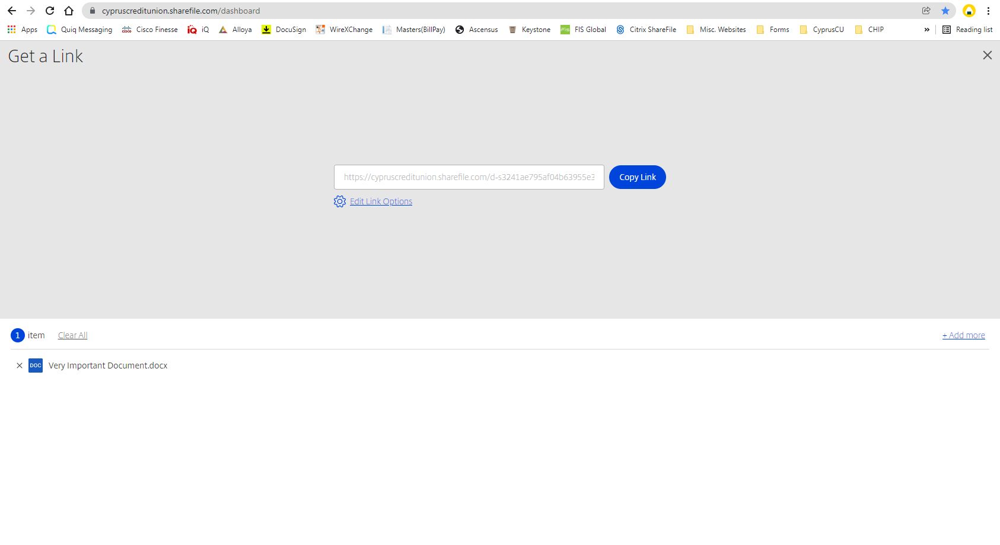 cypruscreditunion.sharefile.com/dashboard
Apps Quiq Messaging Cisco Finesse iQ Alloya DocuSign WireXChange Masters(BillPay) Ascensus Keystone FIS Global Citrix ShareFile Misc. Websites Forms CyprusCU CHIP » Reading list
Get a Link
https://cypruscreditunion.sharefile.com/d-s3241ae795af04b63955e3 Copy Link
Edit Link Options
1 item Clear All + Add more
DOC Very Important Document.docx